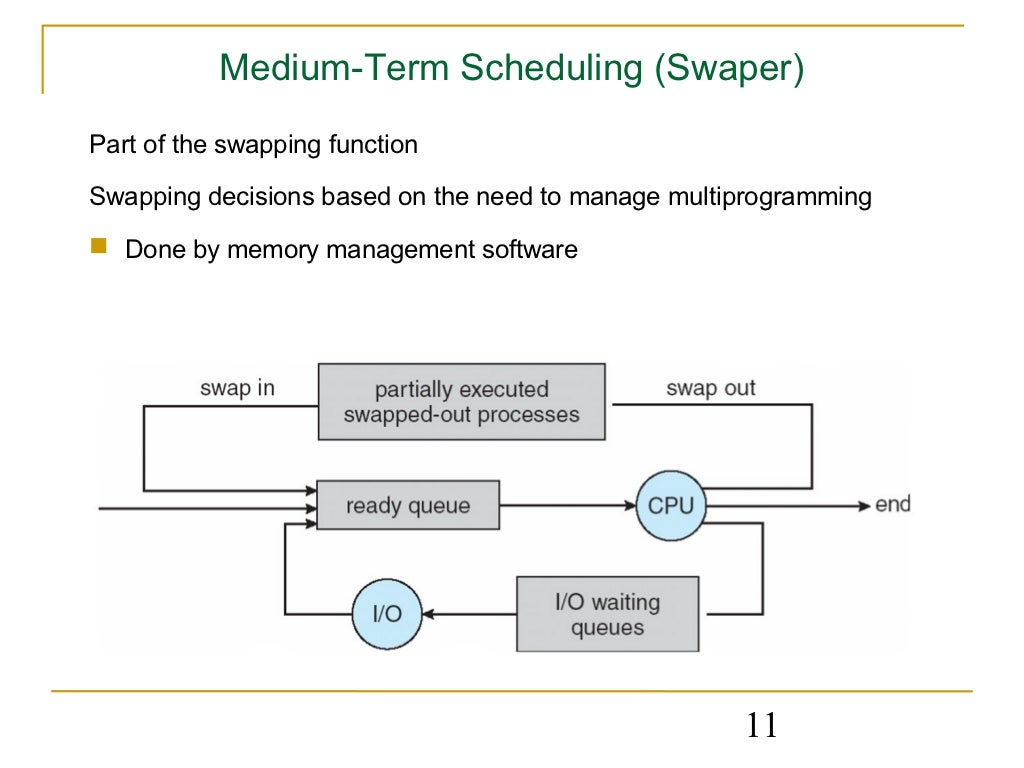 Medium-Term Scheduling (Swaper)
Part of the swapping function
Swapping decisions based on the need to manage multiprogramming
Done by memory management software
swap in
partially executed
swapped-out processes
swap out
ready queue
CPU
end
I/O
I/O waiting
queues
11